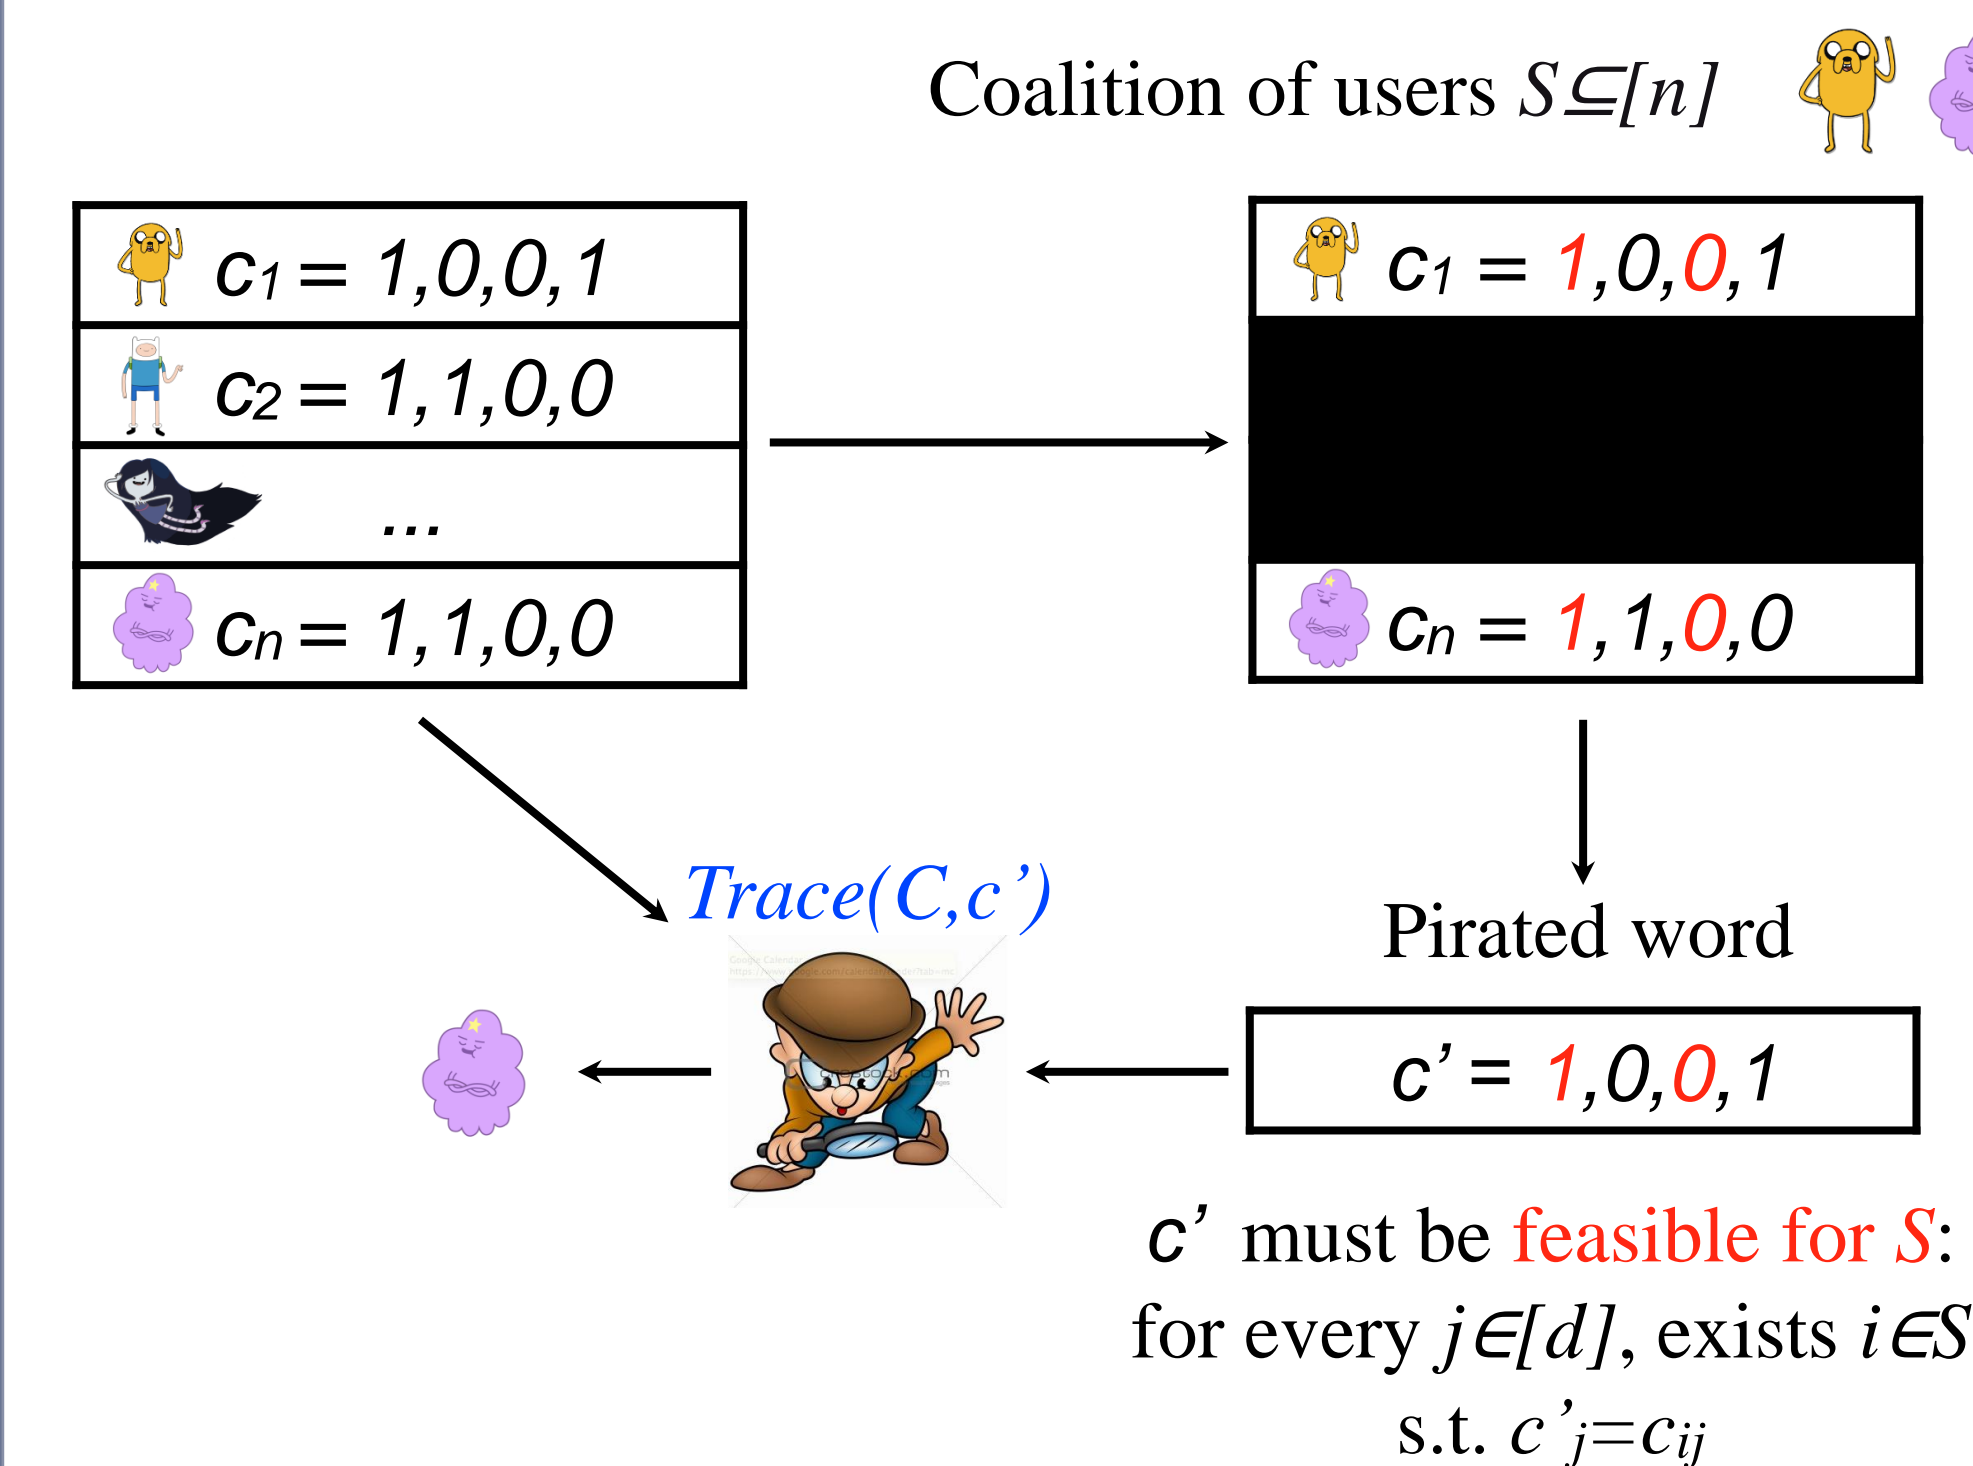 Coalition of users S⊆[n]
c1 = 1,0,0,1
c2 = 1,1,0,0
...
cn = 1,1,0,0
c1 = 1,0,0,1
cn = 1,1,0,0
Trace(C,c’)
Pirated word
Google Calendar
c’ = 1,0,0,1
c’ must be feasible for S:
for every j∈[d], exists i∈S
s.t. c’j=cij